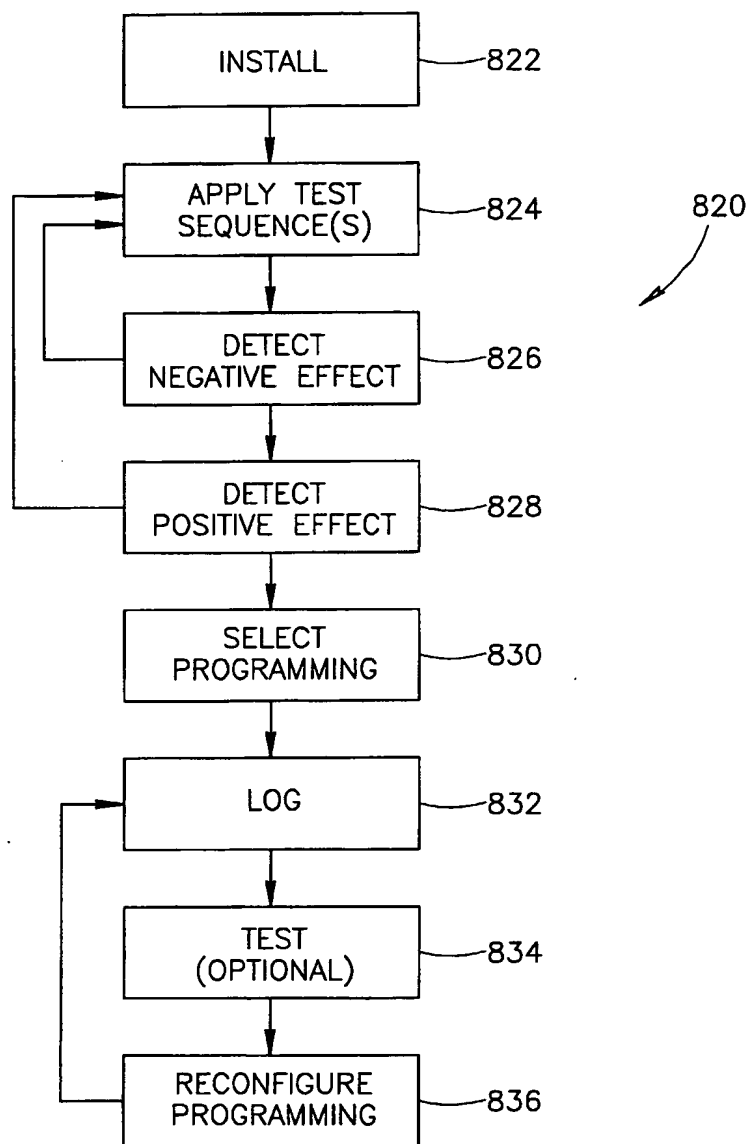 INSTALL
822
APPLY TEST
SEQUENCE(S)
824
820
DETECT
NEGATIVE EFFECT
826
DETECT
POSITIVE EFFECT
828
SELECT
PROGRAMMING
830
LOG
832
TEST
(OPTIONAL)
834
RECONFIGURE
PROGRAMMING
836